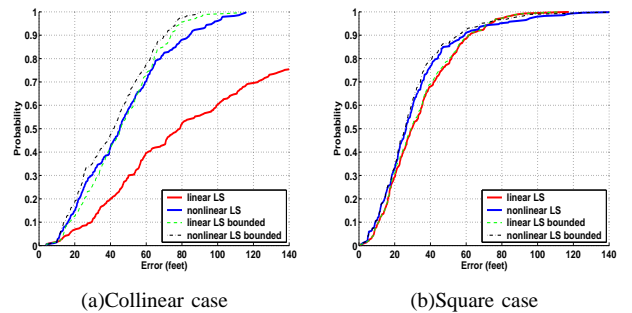 1
0.9
0.8
0.7
0.6
0.5
0.4
0.3
0.2
0.1
0
Probability
0 20 40 60 80 100 120 140
Error (feet)
linear LS
nonlinear LS
linear LS bounded
nonlinear LS bounded
(a)Collinear case
1
0.9
0.8
0.7
0.6
0.5
0.4
0.3
0.2
0.1
0
Probability
0 20 40 60 80 100 120 140
Error (feet)
linear LS
nonlinear LS
linear LS bounded
nonlinear LS bounded
(b)Square case